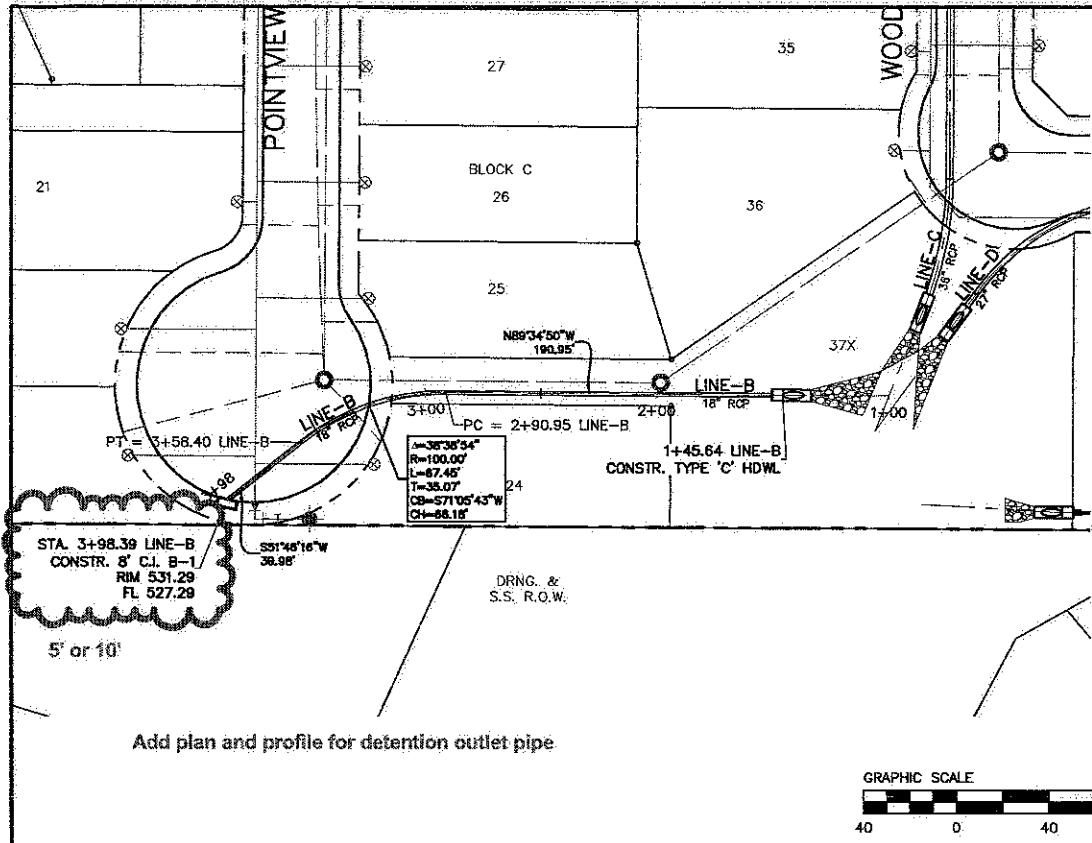 POINTVIEW
WOOD
35
27
21
BLOCK C
26
36
LINE-C
36" RCP
LINE-D
27" RCP
25
N89°34'50"W
190.95'
37X
LINE-B
18" RCP
LINE-B
18" RCP
3+00
2+00
1+00
PC = 2+90.95 LINE-B
PT = 3+58.40 LINE-B
1+45.64 LINE-B
CONSTR. TYPE 'C' HDWL
Δ=38°38'54"
R=100.00'
L=67.45'
T=35.07'
CB=S71°05'43"W
CH=66.18'
24
+98
STA. 3+98.39 LINE-B
CONSTR. 8' C.I. B-1
RIM 531.29
FL 527.29
S51°46'16"W
39.98'
DRNG. &
S.S. R.O.W.
5' or 10'
Add plan and profile for detention outlet pipe
GRAPHIC SCALE
40 0 40